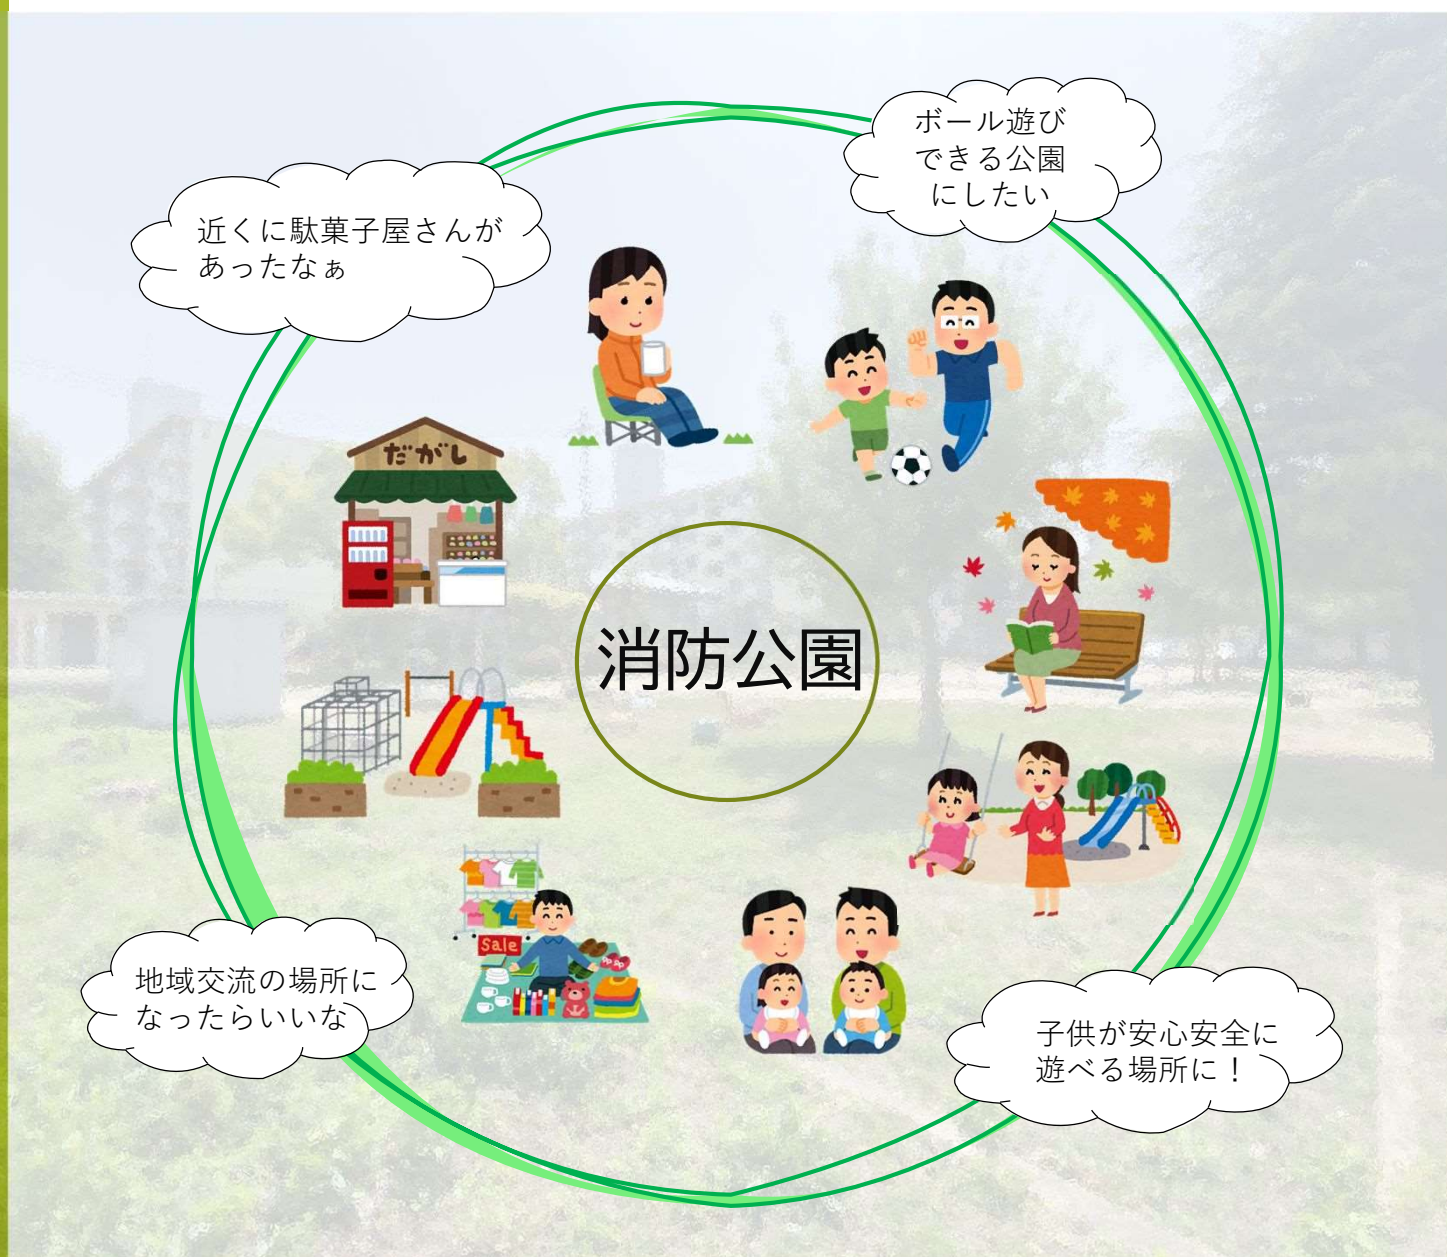 ボール遊び
できる公園
にしたい
近くに駄菓子屋さんが
あったなぁ
だがし
消防公園
Sale
地域交流の場所に
なったらいいな
子供が安心安全に
遊べる場所に！